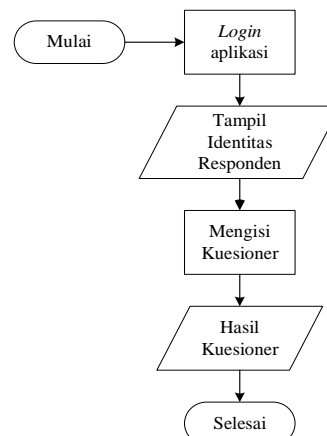 Mulai
Login
aplikasi
Tampil
Identitas
Responden
Mengisi
Kuesioner
Hasil
Kuesioner
Selesai